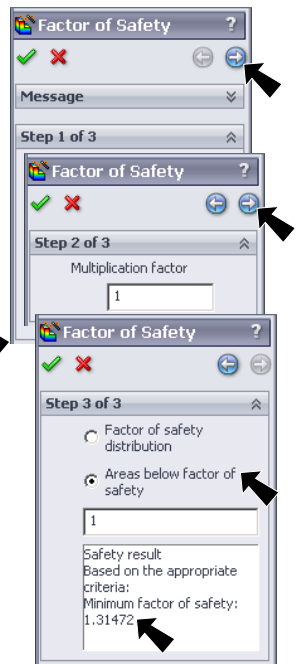 Factor of Safety ?
Message
Step 1 of 3
Factor of Safety ?
Step 2 of 3
Multiplication factor
1
Factor of Safety ?
Step 3 of 3
Factor of safety
distribution
Areas below factor of
safety
1
Safety result
Based on the appropriate
criteria:
Minimum factor of safety:
1.31472